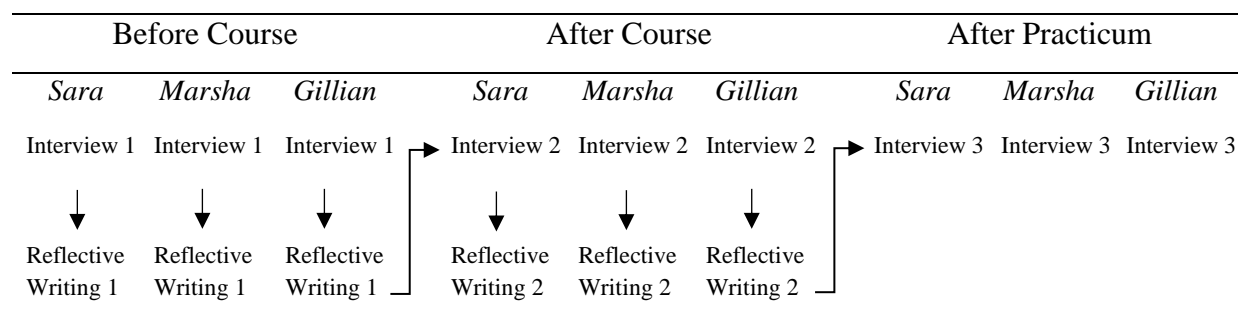 Before Course After Course After Practicum
Sara Marsha Gillian Sara Marsha Gillian Sara Marsha Gillian
Interview 1 Interview 1 Interview 1 Interview 2 Interview 2 Interview 2 Interview 3 Interview 3 Interview 3
Reflective Reflective Reflective Reflective Reflective Reflective
Writing 1 Writing 1 Writing 1 Writing 2 Writing 2 Writing 2